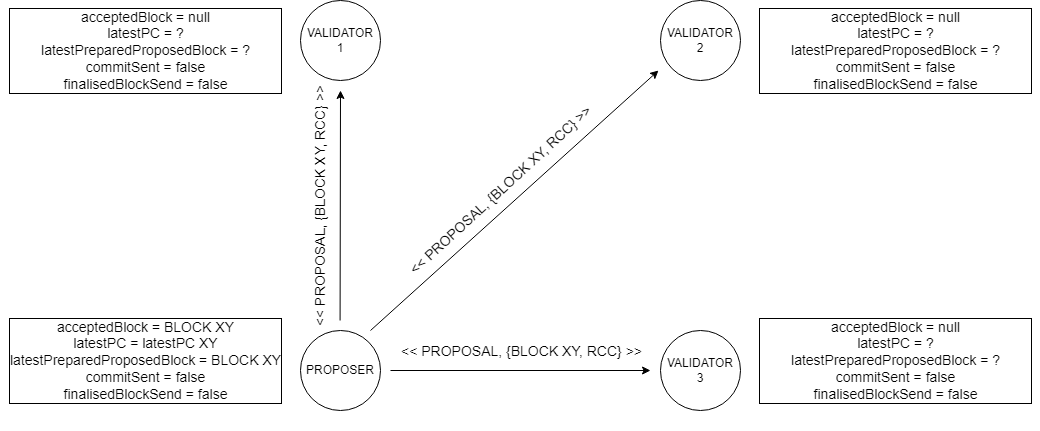 acceptedBlock = null
latestPC = ?
latestPreparedProposedBlock = ?
commitSent = false
finalisedBlockSend = false
VALIDATOR
1
VALIDATOR
2
acceptedBlock = null
latestPC = ?
latestPreparedProposedBlock = ?
commitSent = false
finalisedBlockSend = false
<< PROPOSAL, {BLOCK XY, RCC} >>
<< PROPOSAL, {BLOCK XY, RCC} >>
acceptedBlock = BLOCK XY
latestPC = latestPC XY
latestPreparedProposedBlock = BLOCK XY
commitSent = false
finalisedBlockSend = false
PROPOSER
<< PROPOSAL, {BLOCK XY, RCC} >>
VALIDATOR
3
acceptedBlock = null
latestPC = ?
latestPreparedProposedBlock = ?
commitSent = false
finalisedBlockSend = false